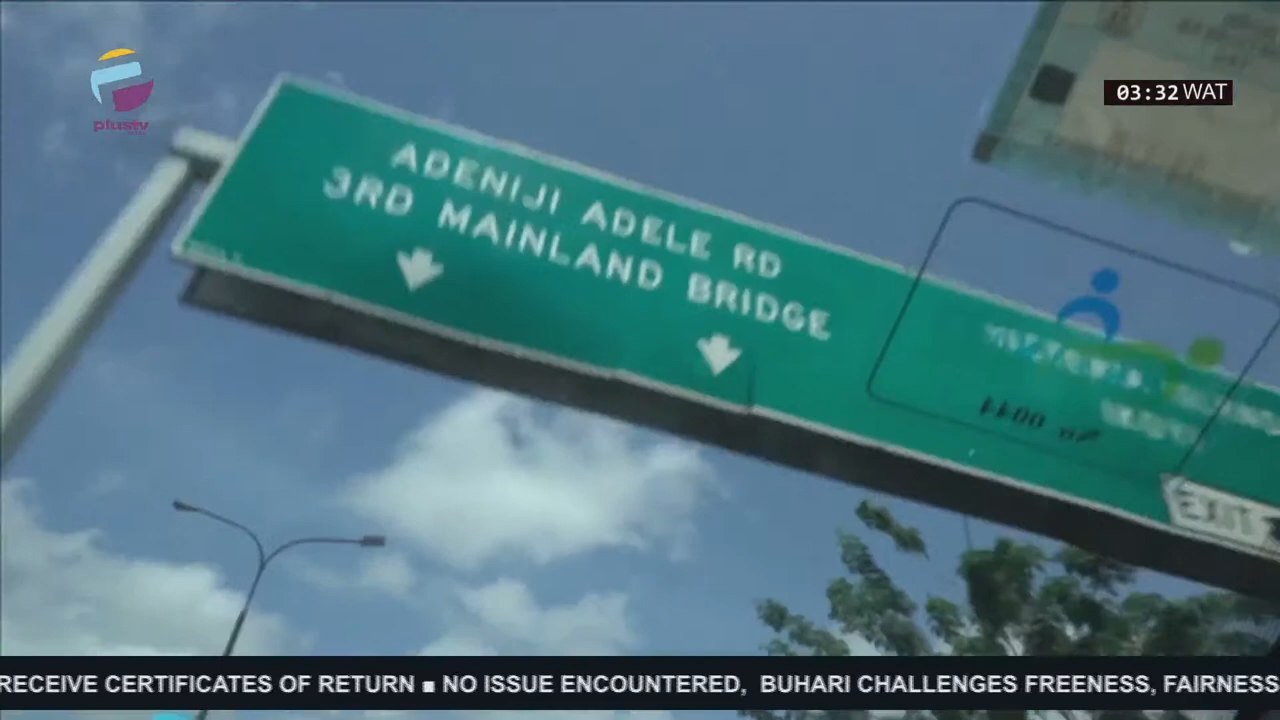 plustv
03:32 WAT
ADENIJI ADELE RD
3RD MAINLAND BRIDGE
EXIT
RECEIVE CERTIFICATES OF RETURN ■ NO ISSUE ENCOUNTERED, BUHARI CHALLENGES FREENESS, FAIRNESS